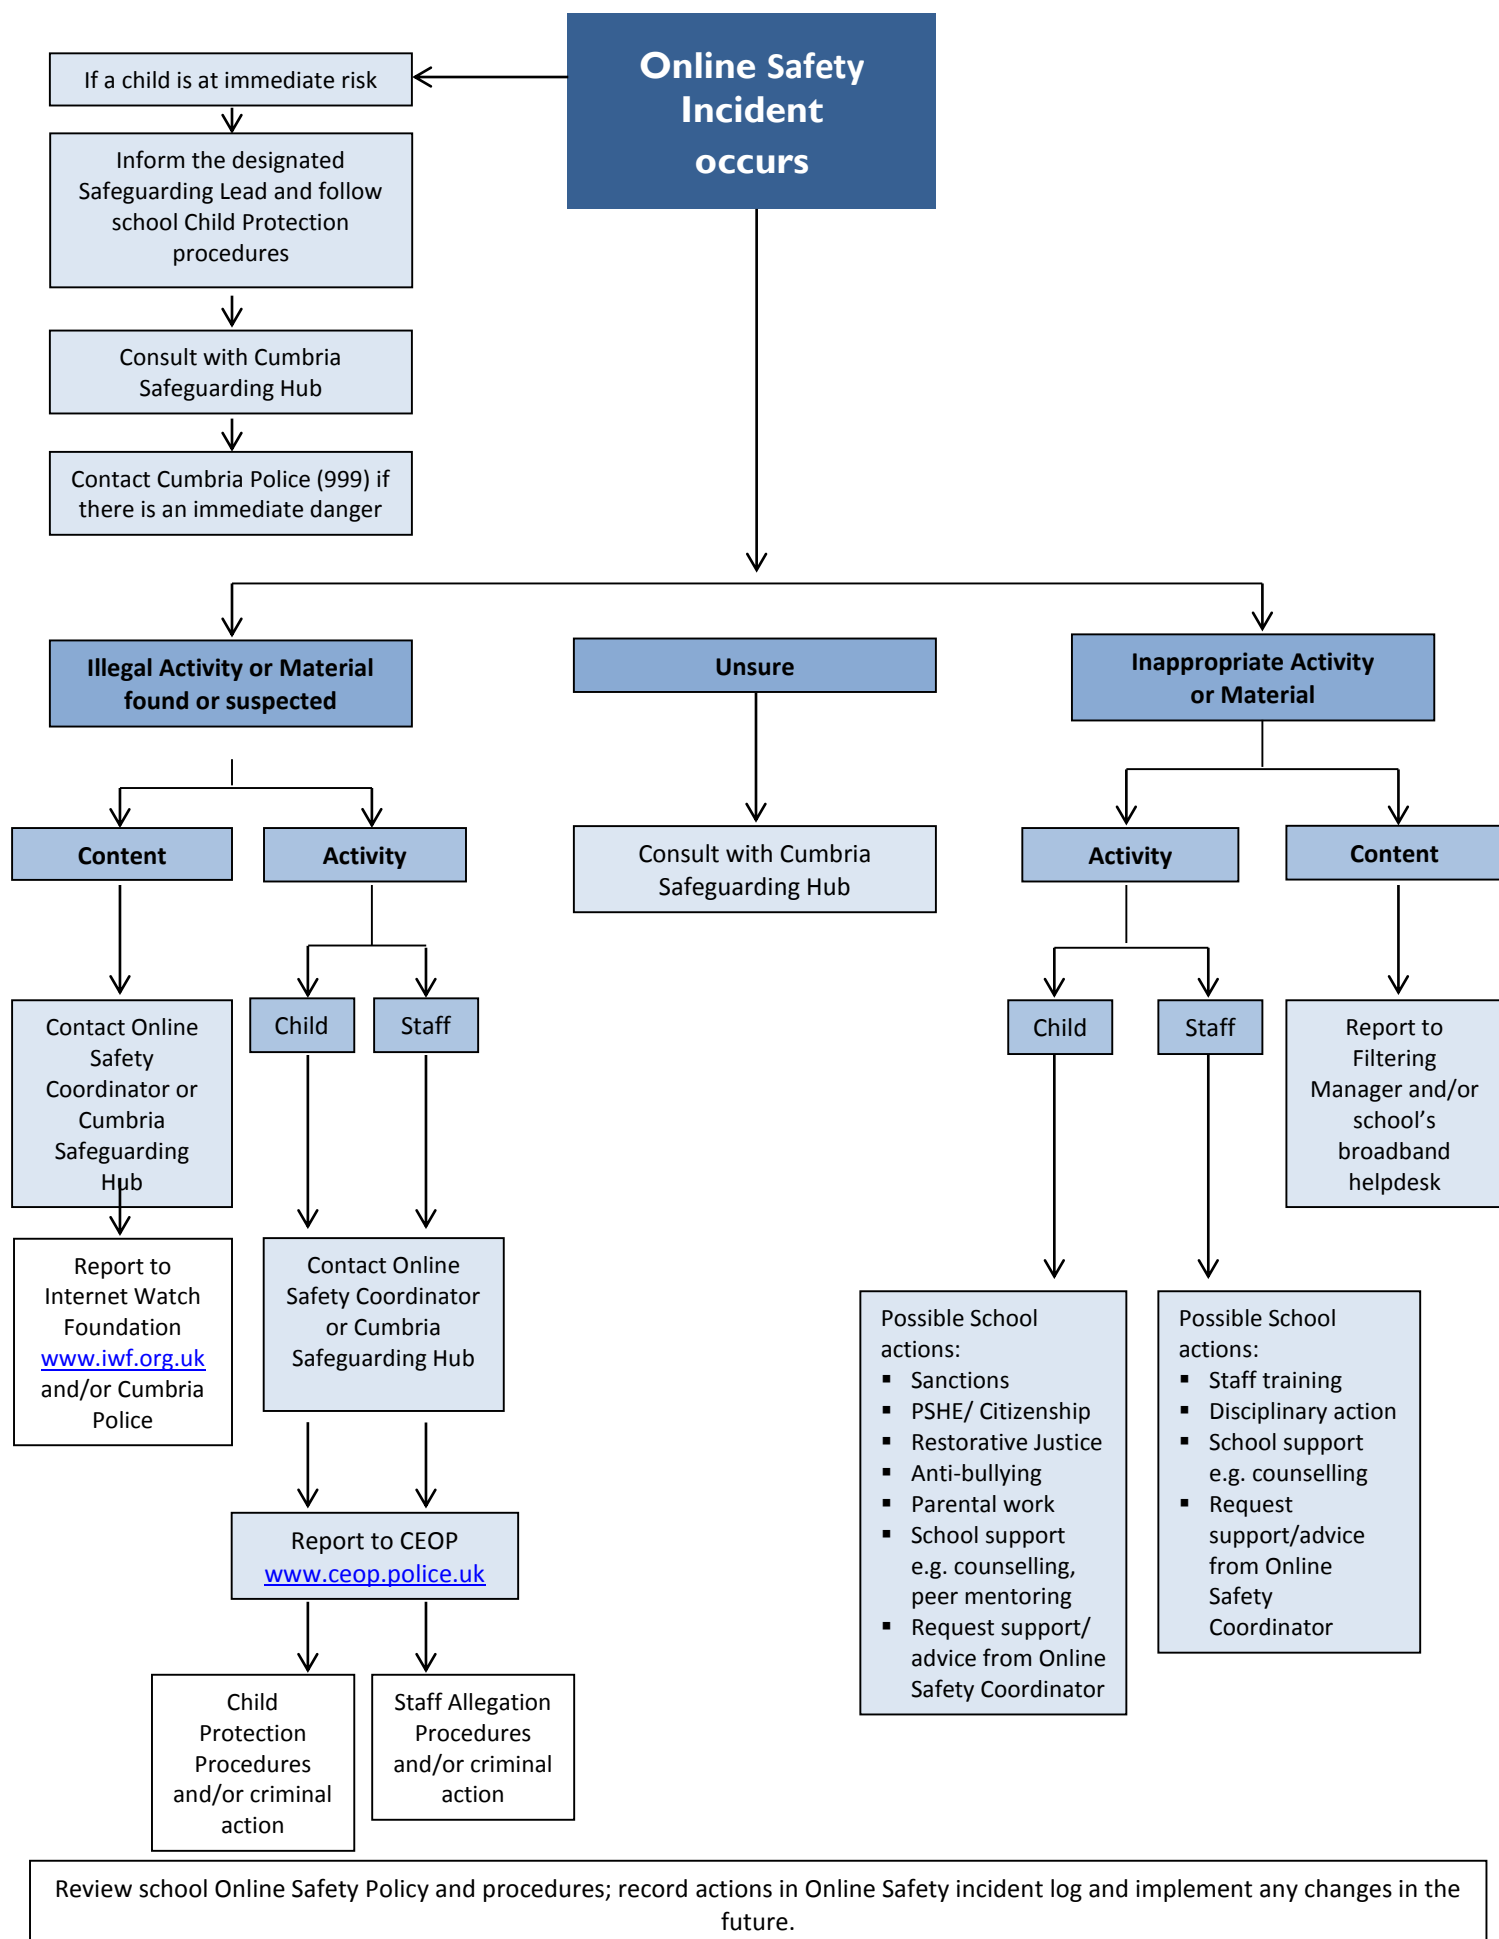 Online Safety
Incident
occurs
If a child is at immediate risk
Inform the designated
Safeguarding Lead and follow
school Child Protection
procedures
Consult with Cumbria
Safeguarding Hub
Contact Cumbria Police (999) if
there is an immediate danger
Illegal Activity or Material
found or suspected
Unsure
Inappropriate Activity
or Material
Content
Activity
Consult with Cumbria
Safeguarding Hub
Activity
Content
Contact Online
Safety
Coordinator or
Cumbria
Safeguarding
Hub
Child
Staff
Child
Staff
Report to
Filtering
Manager and/or
school’s
broadband
helpdesk
Report to
Internet Watch
Foundation
www.iwf.org.uk
and/or Cumbria
Police
Contact Online
Safety Coordinator
or Cumbria
Safeguarding Hub
Possible School
actions:
▪ Sanctions
▪ PSHE/ Citizenship
▪ Restorative Justice
▪ Anti-bullying
▪ Parental work
▪ School support
e.g. counselling,
peer mentoring
▪ Request support/
advice from Online
Safety Coordinator
Possible School
actions:
▪ Staff training
▪ Disciplinary action
▪ School support
e.g. counselling
▪ Request
support/advice
from Online
Safety
Coordinator
Report to CEOP
www.ceop.police.uk
Child
Protection
Procedures
and/or criminal
action
Staff Allegation
Procedures
and/or criminal
action
Review school Online Safety Policy and procedures; record actions in Online Safety incident log and implement any changes in the
future.